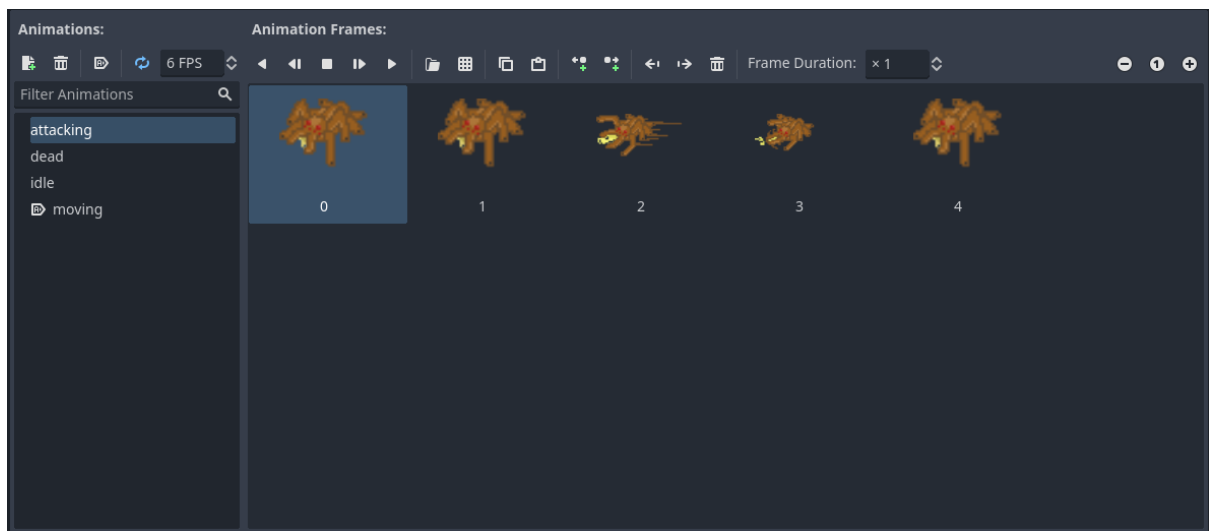 Animations:
Animation Frames:
6 FPS
Frame Duration:
× 1
Filter Animations
attacking
dead
idle
moving
0
1
2
3
4